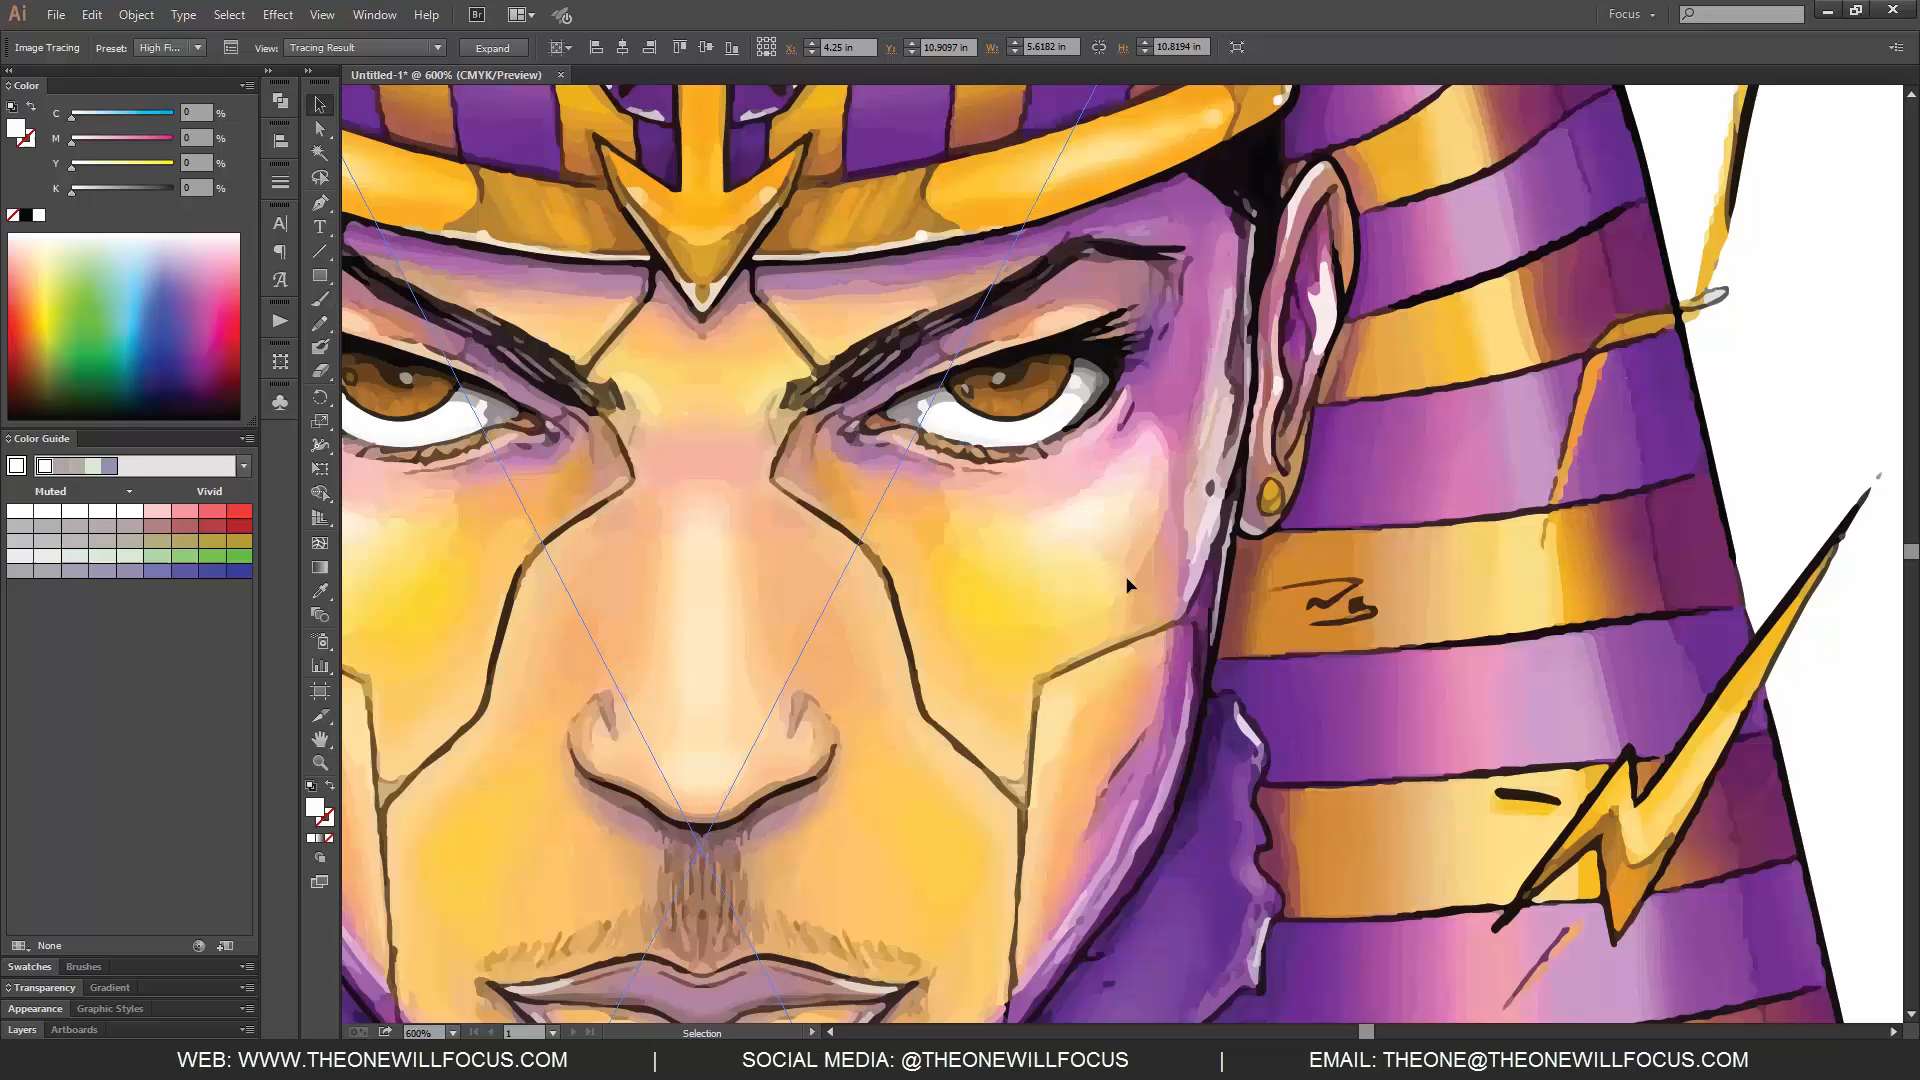 Ai File Edit Object Type Select Effect View Window Help Br Focus
Image Tracing Preset: High Fi... View: Tracing Result Expand X: 4.25 in Y: 10.9097 in W: 5.6182 in H: 10.8194 in
Untitled-1* @ 600% (CMYK/Preview)
Color
C 0 %
M 0 %
Y 0 %
K 0 %
Color Guide
Muted Vivid
None
Swatches Brushes
Transparency Gradient
Appearance Graphic Styles
Layers Artboards
600% 1 Selection
WEB: WWW.THEONEWILLFOCUS.COM | SOCIAL MEDIA: @THEONEWILLFOCUS | EMAIL: THEONE@THEONEWILLFOCUS.COM